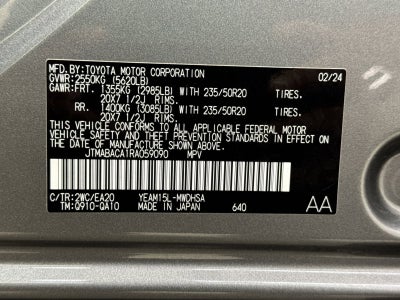 MFD.BY:TOYOTA MOTOR CORPORATION 02/24
GVWR:2550KG (5620LB)
GAWR:FRT. 1355KG (2985LB) WITH 235/50R20 TIRES.
20X7 1/2J RIMS.
RR. 1400KG (3085LB) WITH 235/50R20 TIRES.
20X7 1/2J RIMS.
THIS VEHICLE CONFORMS TO ALL APPLICABLE FEDERAL MOTOR
VEHICLE SAFETY AND THEFT PREVENTION STANDARDS IN EFFECT
ON THE DATE OF MANUFACTURE SHOWN ABOVE.
JTMABACA1RA059090 MPV
C/TR:2WC/EA20 YEAM15L-MWDHSA
TM:Q910-QA10 MADE IN JAPAN 640 AA